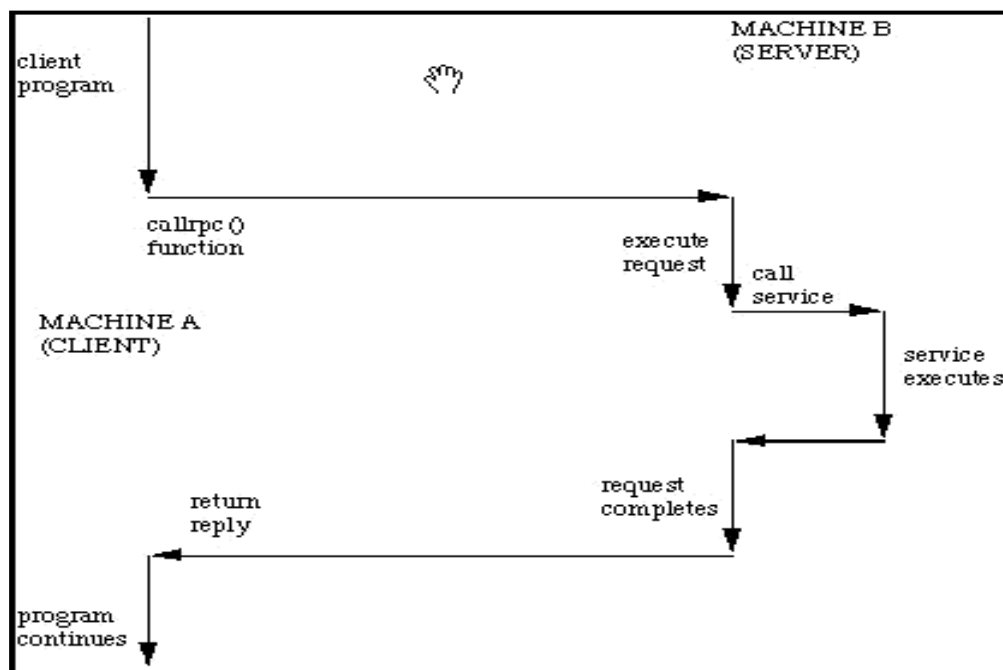 MACHINE B
(SERVER)
client
program
callrpc()
function
execute
request
call
service
MACHINE A
(CLIENT)
service
executes
return
reply
request
completes
program
continues